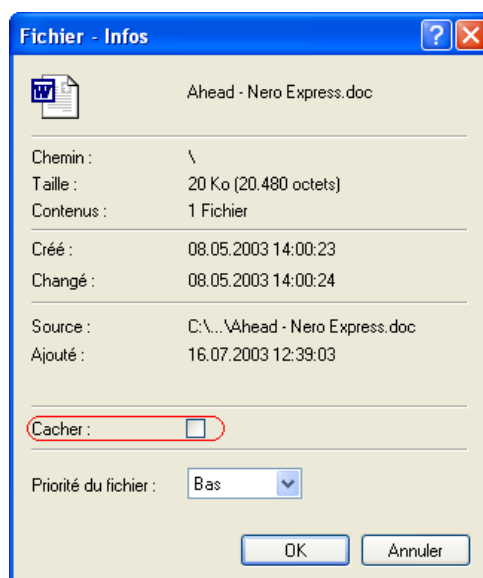 Fichier - Infos
Ahead - Nero Express.doc
Chemin : \
Taille : 20 Ko (20.480 octets)
Contenus : 1 Fichier
Créé : 08.05.2003 14:00:23
Changé : 08.05.2003 14:00:24
Source : C:\...\Ahead - Nero Express.doc
Ajouté : 16.07.2003 12:39:03
Cacher :
Priorité du fichier : Bas
OK Annuler